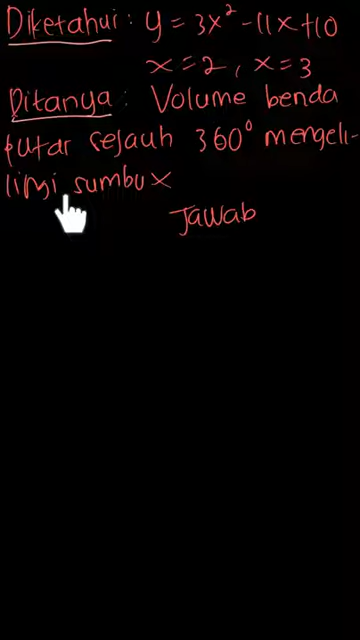 Diketahui : y = 3x² - 11x + 10
x = 2 , x = 3
Ditanya : Volume benda
putar sejauh 360° mengeli-
lingi sumbu x
Jawab